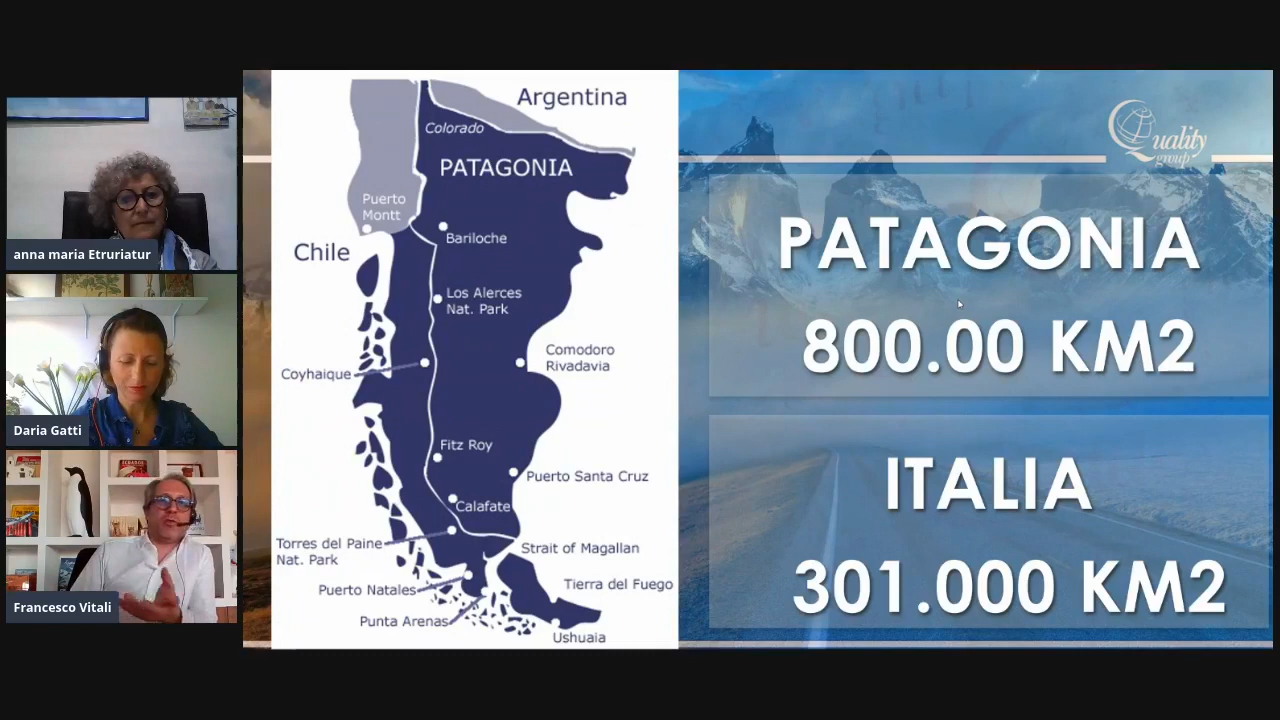 anna maria Etruriatur
Daria Gatti
Francesco Vitali
Argentina
Colorado
PATAGONIA
Puerto
Montt
Chile
Bariloche
Los Alerces
Nat. Park
Comodoro
Rivadavia
Coyhaique
Fitz Roy
Puerto Santa Cruz
Calafate
Torres del Paine
Nat. Park
Strait of Magallan
Tierra del Fuego
Puerto Natales
Punta Arenas
Ushuaia
Quality
group
PATAGONIA
800.00 KM2
ITALIA
301.000 KM2